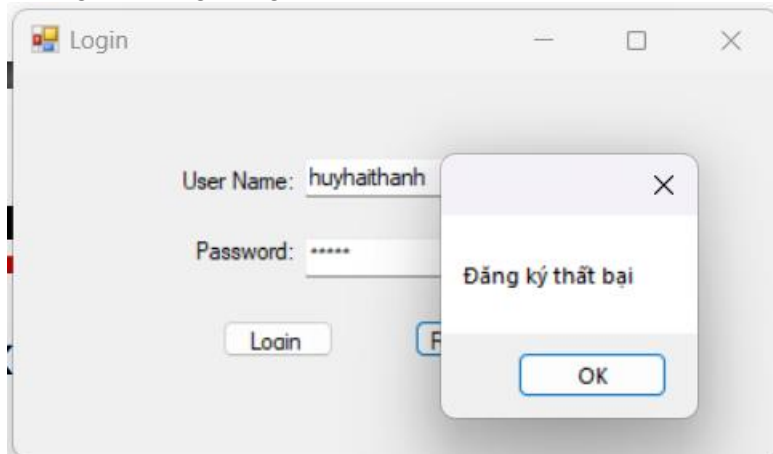 Login
User Name: huyhaithanh
Password: *****
Đăng ký thất bại
Login
OK